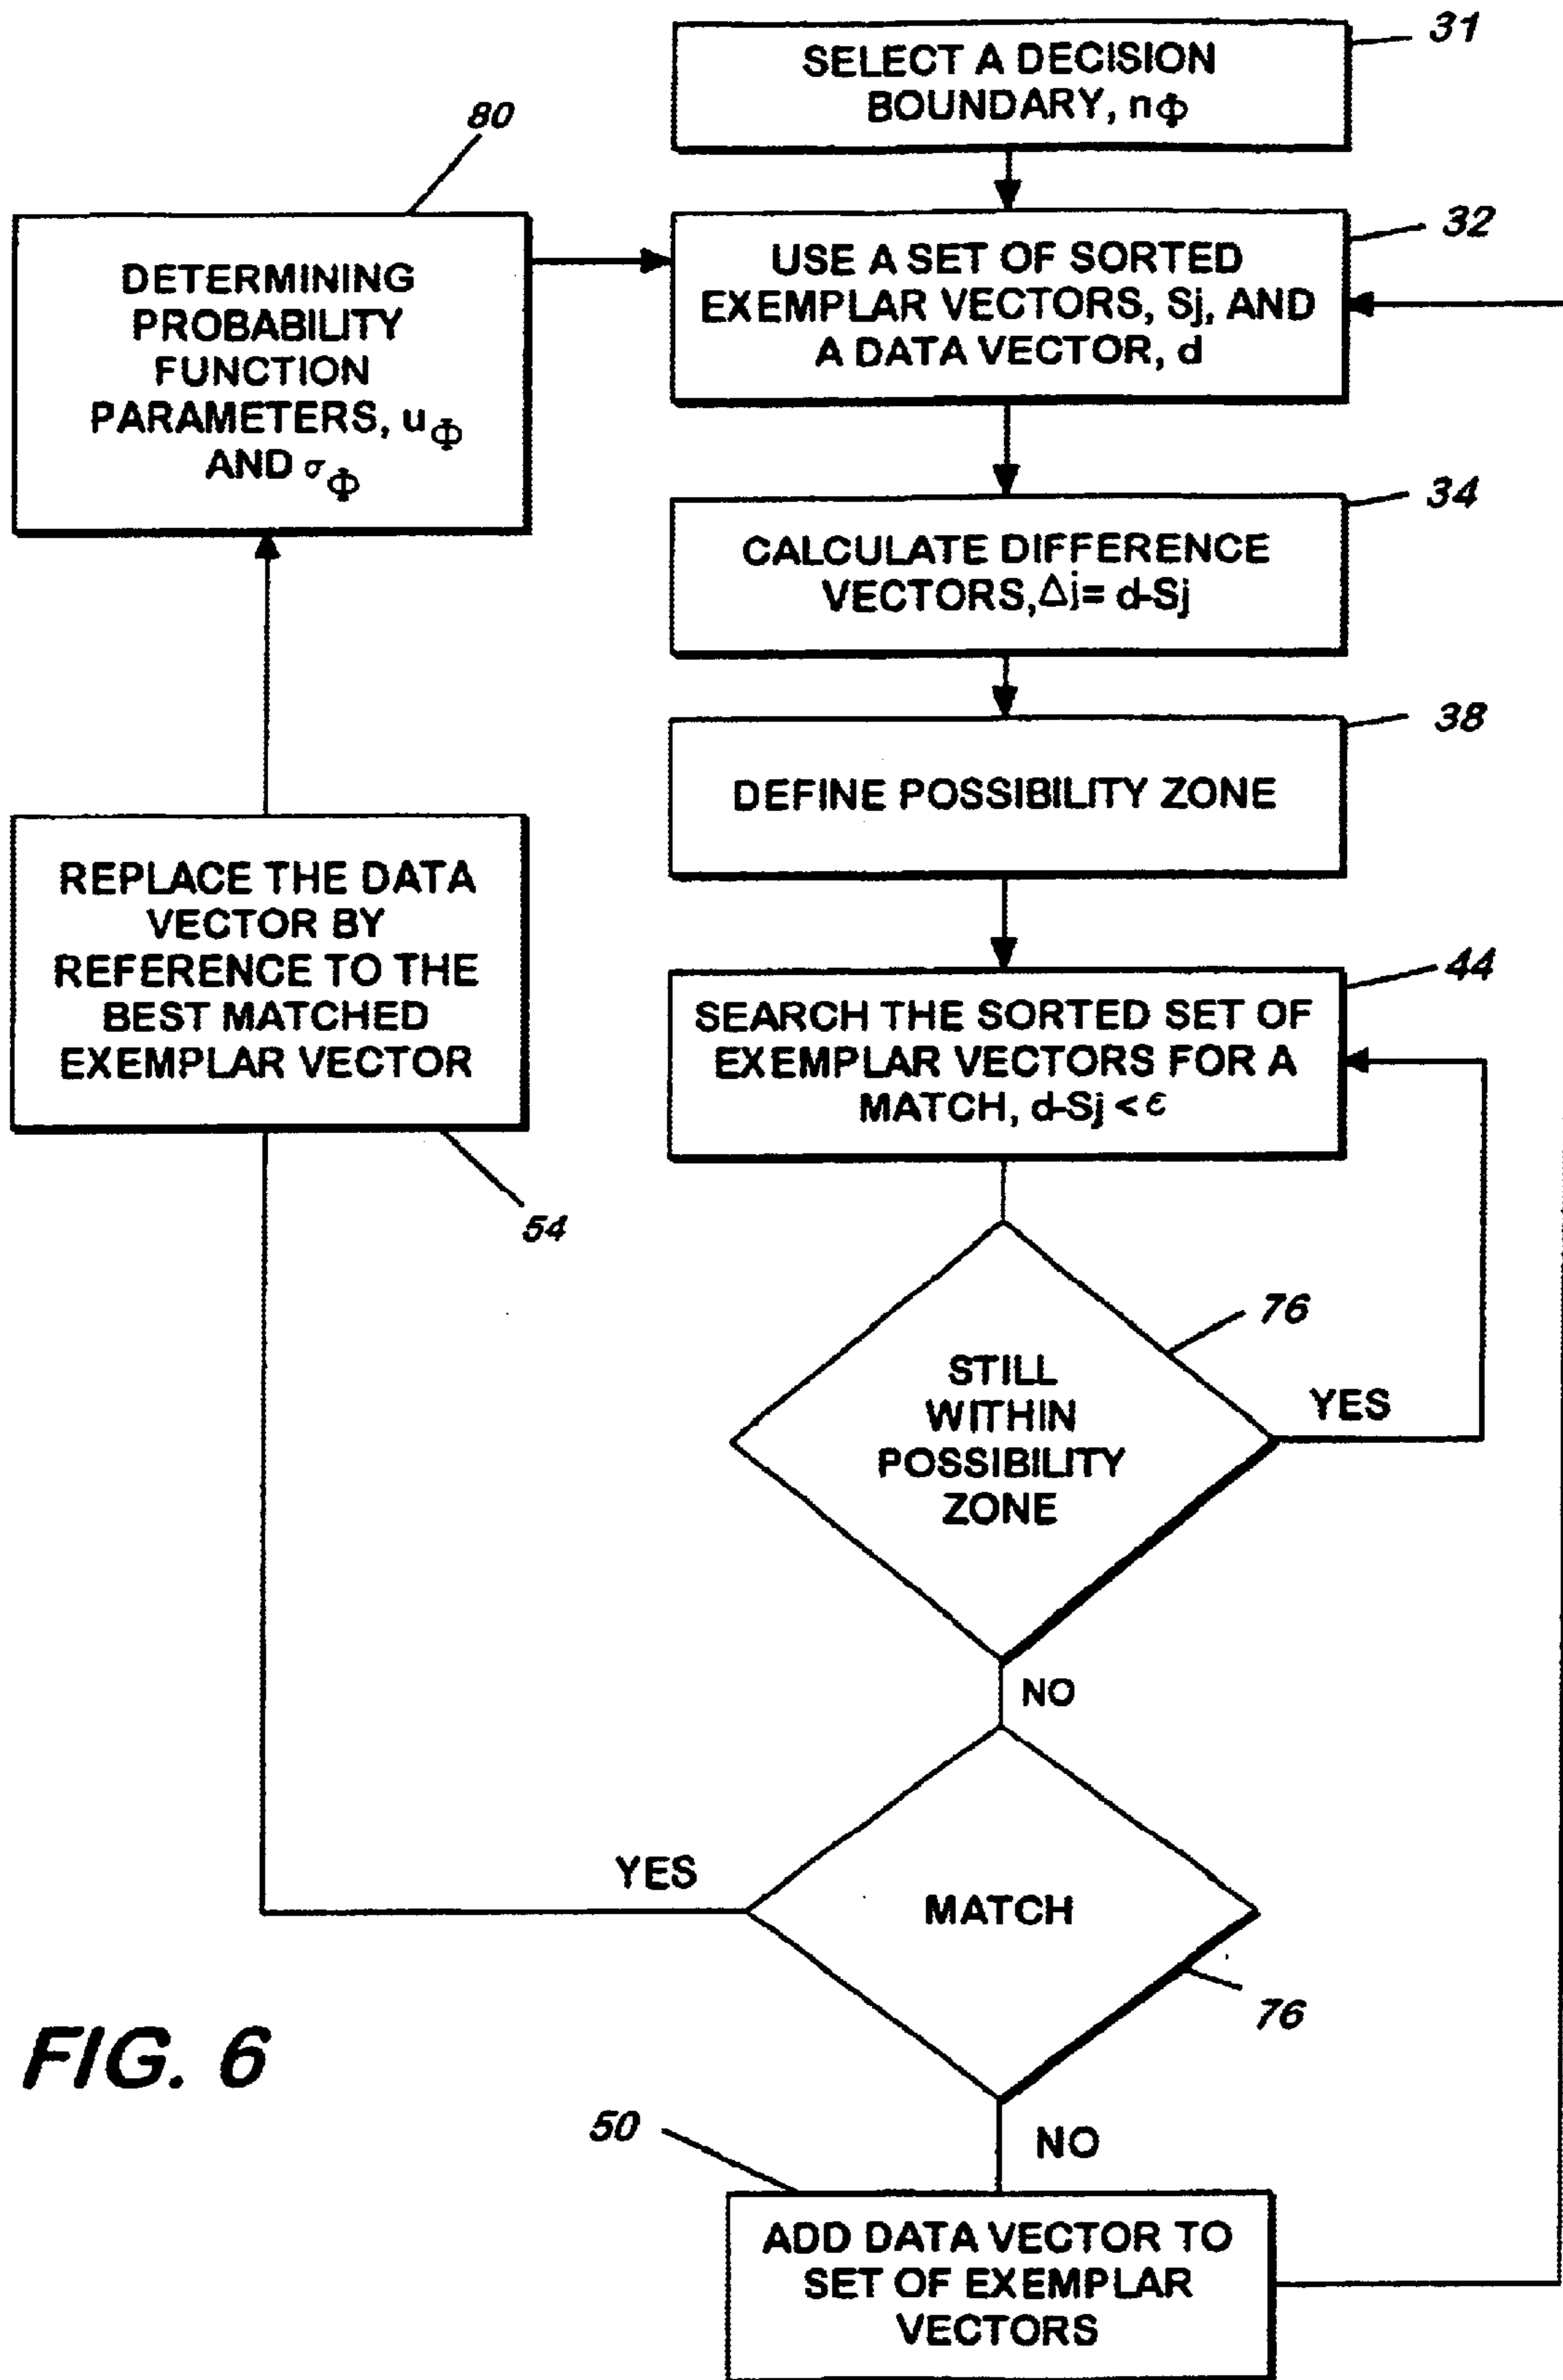 31
SELECT A DECISION
BOUNDARY, nΦ
80
32
DETERMINING
PROBABILITY
FUNCTION
PARAMETERS, uΦ
AND σΦ
USE A SET OF SORTED
EXEMPLAR VECTORS, Sj, AND
A DATA VECTOR, d
34
CALCULATE DIFFERENCE
VECTORS, Δj= d-Sj
38
DEFINE POSSIBILITY ZONE
REPLACE THE DATA
VECTOR BY
REFERENCE TO THE
BEST MATCHED
EXEMPLAR VECTOR
54
44
SEARCH THE SORTED SET OF
EXEMPLAR VECTORS FOR A
MATCH, d-Sj < ε
76
STILL
WITHIN
POSSIBILITY
ZONE
YES
NO
YES
MATCH
76
FIG. 6
50
NO
ADD DATA VECTOR TO
SET OF EXEMPLAR
VECTORS